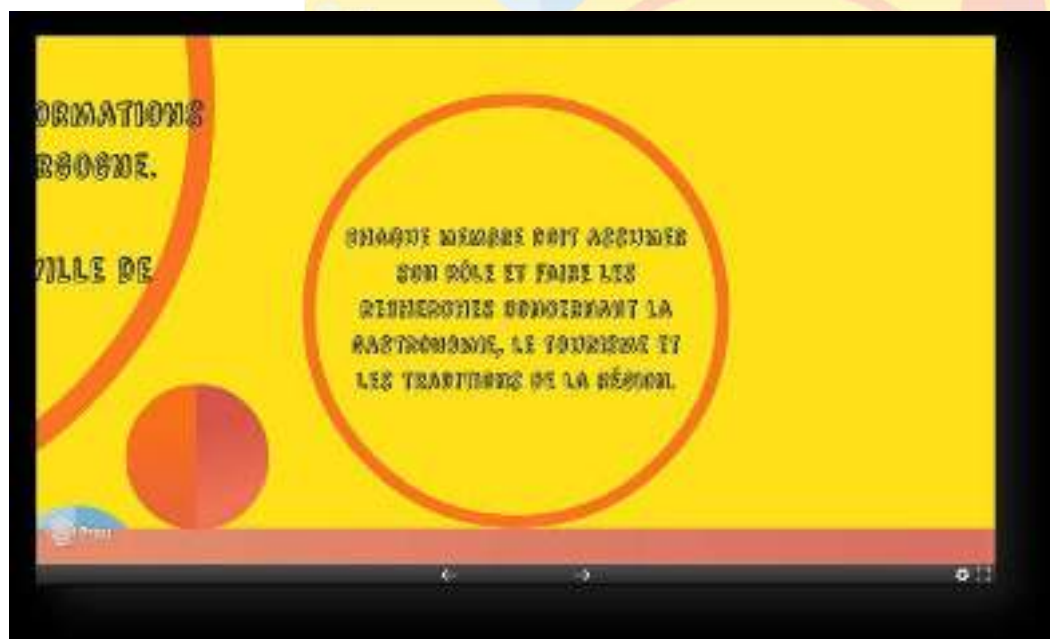 ORMATIONS
RGOGNE.
VILLE DE
CHAQUE MEMBRE DOIT ASSUMER
SON RÔLE ET FAIRE LES
RECHERCHES CONCERNANT LA
GASTRONOMIE, LE TOURISME ET
LES TRADITIONS DE LA RÉGION.
Prezi